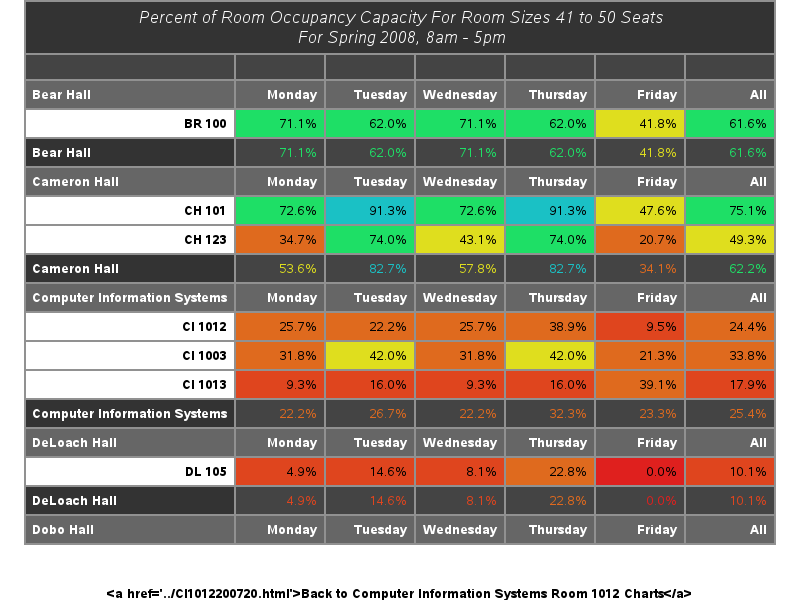 Percent of Room Occupancy Capacity For Room Sizes 41 to 50 Seats
For Spring 2008, 8am - 5pm
Bear Hall Monday Tuesday Wednesday Thursday Friday All
BR 100 71.1% 62.0% 71.1% 62.0% 41.8% 61.6%
Bear Hall 71.1% 62.0% 71.1% 62.0% 41.8% 61.6%
Cameron Hall Monday Tuesday Wednesday Thursday Friday All
CH 101 72.6% 91.3% 72.6% 91.3% 47.6% 75.1%
CH 123 34.7% 74.0% 43.1% 74.0% 20.7% 49.3%
Cameron Hall 53.6% 82.7% 57.8% 82.7% 34.1% 62.2%
Computer Information Systems Monday Tuesday Wednesday Thursday Friday All
CI 1012 25.7% 22.2% 25.7% 38.9% 9.5% 24.4%
CI 1003 31.8% 42.0% 31.8% 42.0% 21.3% 33.8%
CI 1013 9.3% 16.0% 9.3% 16.0% 39.1% 17.9%
Computer Information Systems 22.2% 26.7% 22.2% 32.3% 23.3% 25.4%
DeLoach Hall Monday Tuesday Wednesday Thursday Friday All
DL 105 4.9% 14.6% 8.1% 22.8% 0.0% 10.1%
DeLoach Hall 4.9% 14.6% 8.1% 22.8% 0.0% 10.1%
Dobo Hall Monday Tuesday Wednesday Thursday Friday All
<a href='../CI1012200720.html'>Back to Computer Information Systems Room 1012 Charts</a>